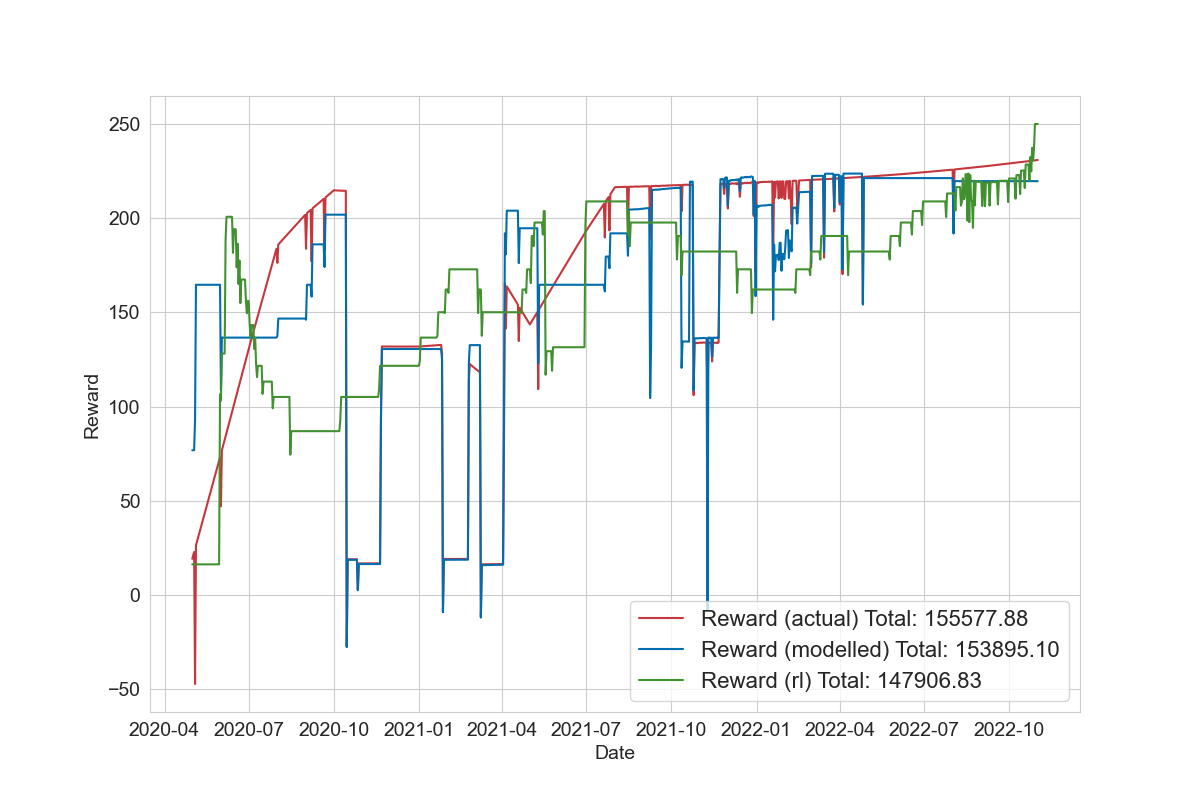 250
200
150
100
50
0
−50
Reward
Reward (actual) Total: 155577.88
Reward (modelled) Total: 153895.10
Reward (rl) Total: 147906.83
2020-04 2020-07 2020-10 2021-01 2021-04 2021-07 2021-10 2022-01 2022-04 2022-07 2022-10
Date